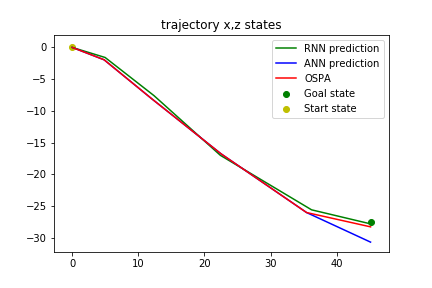 trajectory x,z states
RNN prediction
ANN prediction
OSPA
Goal state
Start state
0
−5
−10
−15
−20
−25
−30
0 10 20 30 40